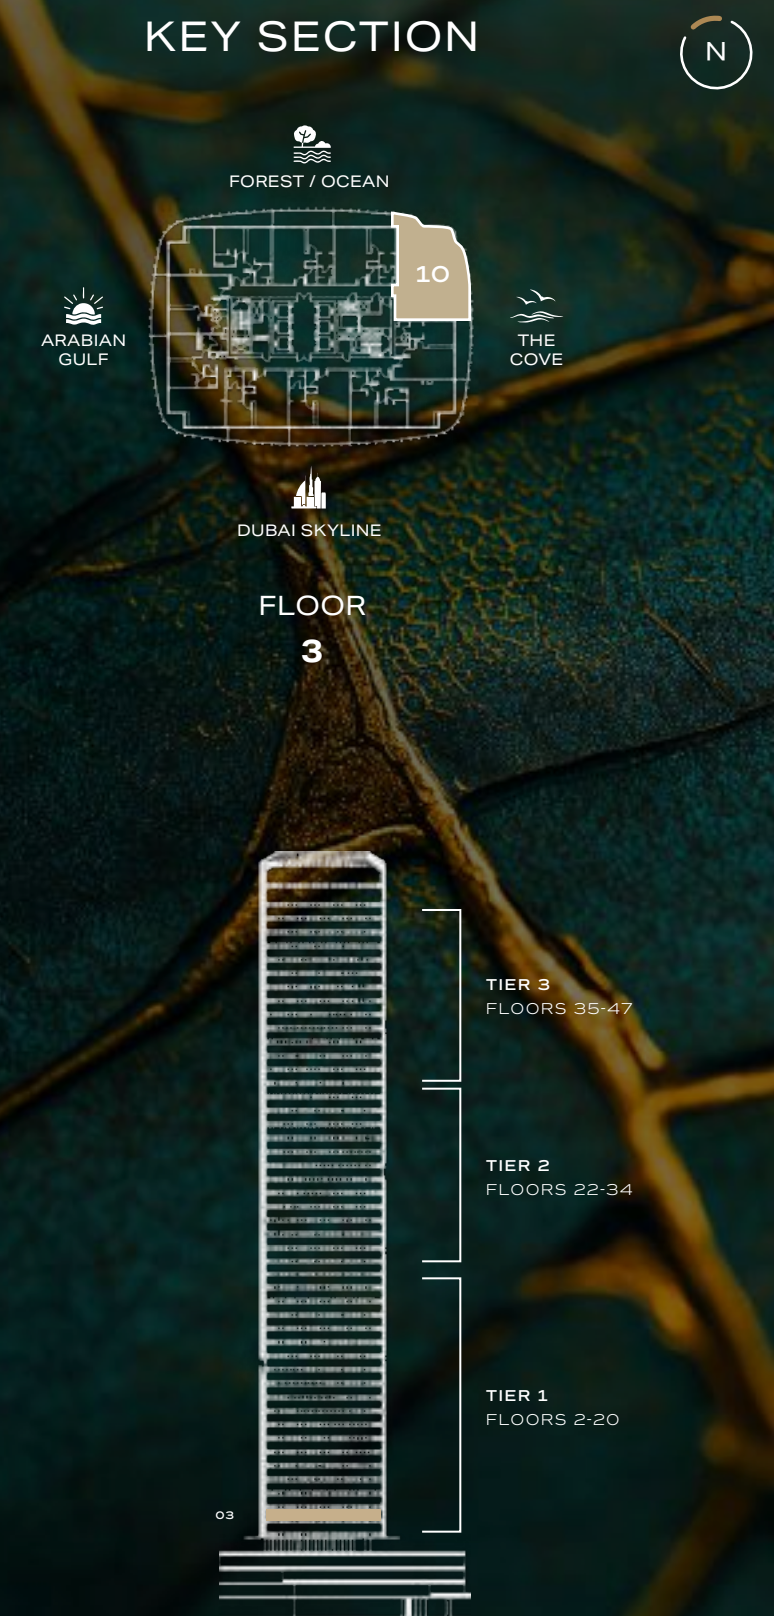 KEY SECTION
N
FOREST / OCEAN
10
ARABIAN
GULF
THE
COVE
DUBAI SKYLINE
FLOOR
3
TIER 3
FLOORS 35-47
TIER 2
FLOORS 22-34
TIER 1
FLOORS 2-20
03